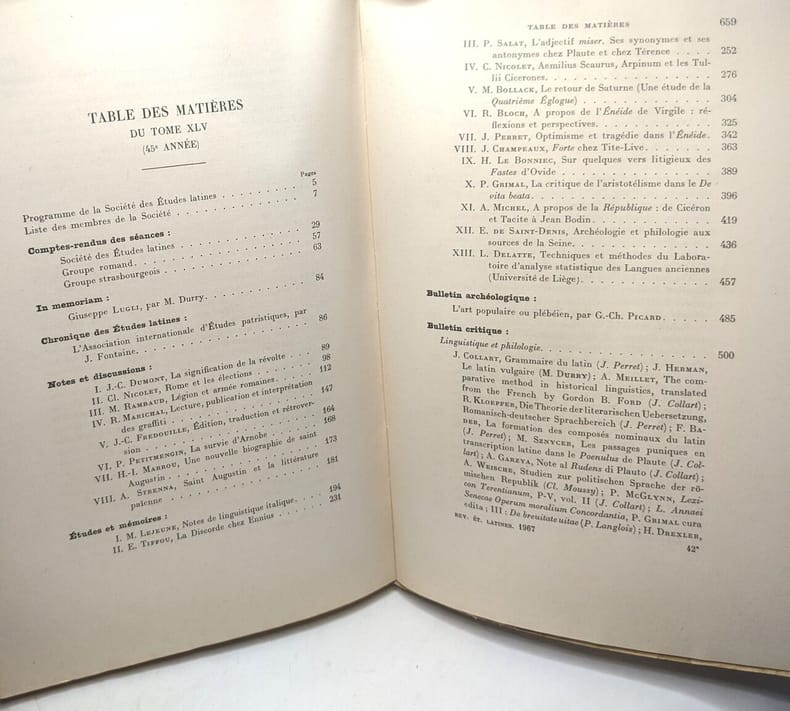 TABLE DES MATIÈRES
DU TOME XLV
(45e ANNÉE)
Pages
Programme de la Société des Études latines . . . . . . . . 5
Liste des membres de la Société . . . . . . . . . . . 7
Comptes-rendus des séances :
Société des Études latines . . . . . . . . . . . . 29
Groupe romand . . . . . . . . . . . . . . . 57
Groupe strasbourgeois . . . . . . . . . . . . . 63
In memoriam :
Giuseppe LUGLI, par M. Durry . . . . . . . . . . . 84
Chronique des Études latines :
L'Association internationale d'Études patristiques, par
J. Fontaine . . . . . . . . . . . . . . . . 86
Notes et discussions :
I. J.-C. DUMONT, La signification de la révolte . . . 89
II. Cl. NICOLET, Rome et les élections . . . . . . . 98
III. M. RAMBAUD, Légion et armée romaines . . . . . 112
IV. R. MARICHAL, Lecture, publication et interprétation
des graffiti . . . . . . . . . . . . . . 147
V. J.-C. FREDOUILLE, Édition, traduction et rétrover-
sion . . . . . . . . . . . . . . . . . 164
VI. P. PETITMENGIN, La survie d'Arnobe . . . . . . 168
VII. H.-I. MARROU, Une nouvelle biographie de saint
Augustin . . . . . . . . . . . . . . . 173
VIII. A. STRENNA, Saint Augustin et la littérature
païenne . . . . . . . . . . . . . . . . 181
Études et mémoires :
I. M. LEJEUNE, Notes de linguistique italique . . . . 194
II. E. TIFFOU, La Discorde chez Ennius . . . . . . 231
TABLE DES MATIÈRES 659
III. P. SALAT, L'adjectif miser. Ses synonymes et ses
antonymes chez Plaute et chez Térence . . . . 252
IV. C. NICOLET, Aemilius Scaurus, Arpinum et les Tul-
lii Cicerones . . . . . . . . . . . . . . 276
V. M. BOLLACK, Le retour de Saturne (Une étude de la
Quatrième Églogue) . . . . . . . . . . . . 304
VI. R. BLOCH, A propos de l'Énéide de Virgile : ré-
flexions et perspectives . . . . . . . . . . 325
VII. J. PERRET, Optimisme et tragédie dans l'Énéide . 342
VIII. J. CHAMPEAUX, Forte chez Tite-Live . . . . . . 363
IX. H. LE BONNIEC, Sur quelques vers litigieux des
Fastes d'Ovide . . . . . . . . . . . . . . 389
X. P. GRIMAL, La critique de l'aristotélisme dans le De
vita beata . . . . . . . . . . . . . . . 396
XI. A. MICHEL, A propos de la République : de Cicéron
et Tacite à Jean Bodin . . . . . . . . . . 419
XII. E. DE SAINT-DENIS, Archéologie et philologie aux
sources de la Seine . . . . . . . . . . . . 436
XIII. L. DELATTE, Techniques et méthodes du Labora-
toire d'analyse statistique des Langues anciennes
(Université de Liège) . . . . . . . . . . . 457
Bulletin archéologique :
L'art populaire ou plébéien, par G.-Ch. PICARD . . . . . 485
Bulletin critique :
Linguistique et philologie . . . . . . . . . . . . 500
J. COLLART, Grammaire du latin (J. Perret) ; J. HERMAN,
Le latin vulgaire (M. DURRY) ; A. MEILLET, The com-
parative method in historical linguistics, translated
from the French by Gordon B. FORD (J. Collart) ;
R. KLOEPFER, Die Theorie der literarischen Uebersetzung,
Romanisch-deutscher Sprachbereich (J. Perret) ; F. BA-
DER, La formation des composés nominaux du latin
(J. Perret) ; M. SZNYCER, Les passages puniques en
transcription latine dans le Poenulus de Plaute (J. Col-
lart) ; A. GARZYA, Note al Rudens di Plauto (J. Collart) ;
A. WEISCHE, Studien zur politischen Sprache der rö-
mischen Republik (Cl. Moussy) ; P. MCGLYNN, Lexi-
con Terentianum, P-V, vol. II (J. Collart) ; L. Annaei
Senecae Operum moralium Concordantia, P. GRIMAL cura
edita ; III : De breuitate uitae (P. Langlois) ; H. DREXLER,
REV. ÉT. LATINES. 1967
42*